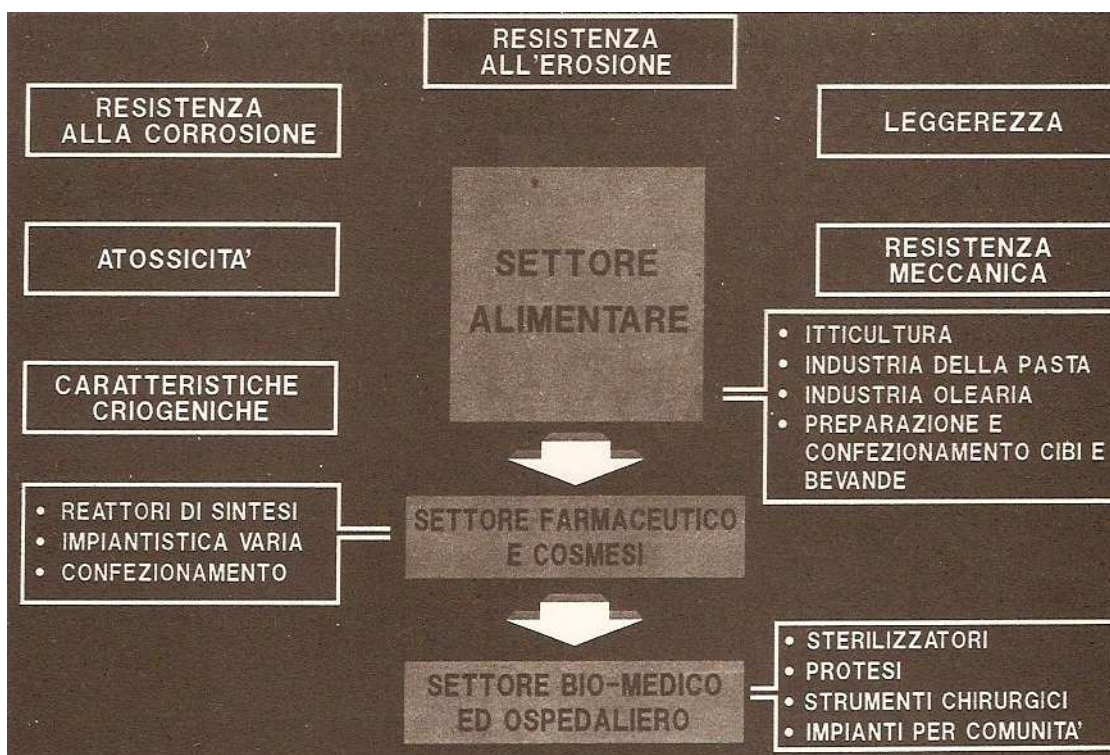 RESISTENZA
ALL'EROSIONE
RESISTENZA
ALLA CORROSIONE
LEGGEREZZA
ATOSSICITA'
SETTORE
ALIMENTARE
RESISTENZA
MECCANICA
CARATTERISTICHE
CRIOGENICHE
• ITTICULTURA
• INDUSTRIA DELLA PASTA
• INDUSTRIA OLEARIA
• PREPARAZIONE E
CONFEZIONAMENTO CIBI E
BEVANDE
• REATTORI DI SINTESI
• IMPIANTISTICA VARIA
• CONFEZIONAMENTO
SETTORE FARMACEUTICO
E COSMESI
SETTORE BIO-MEDICO
ED OSPEDALIERO
• STERILIZZATORI
• PROTESI
• STRUMENTI CHIRURGICI
• IMPIANTI PER COMUNITA'